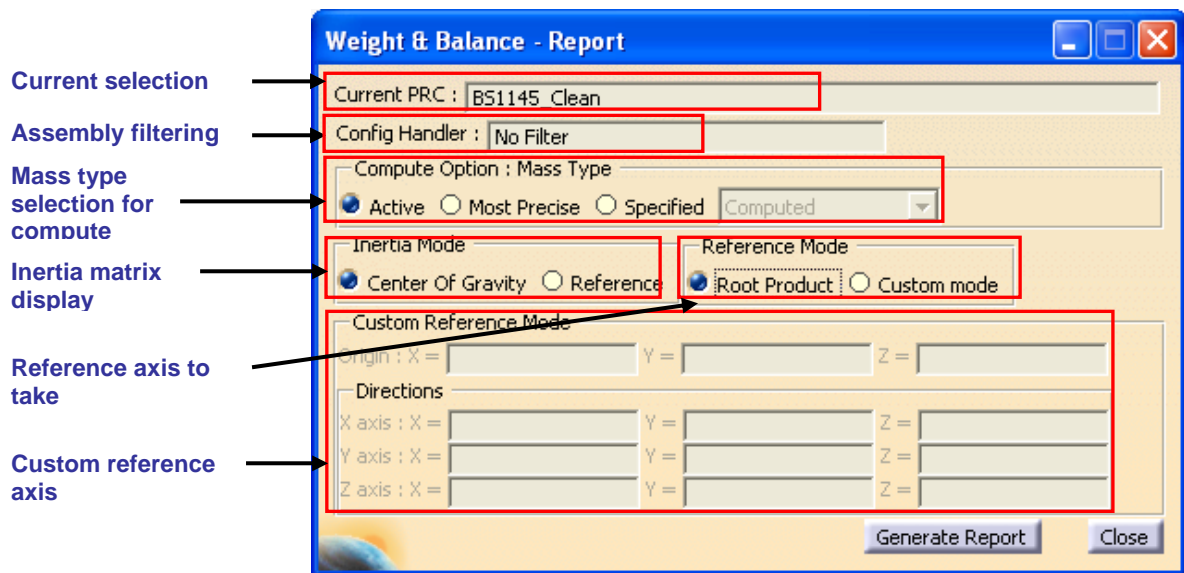 Weight & Balance - Report
Current selection
Current PRC : BS1145_Clean
Assembly filtering
Config Handler : No Filter
Mass type
selection for
compute
Compute Option : Mass Type
Active Most Precise Specified Computed
Inertia matrix
display
Inertia Mode
Center Of Gravity Reference
Reference Mode
Root Product Custom mode
Reference axis to
take
Custom Reference Mode
Origin : X = Y = Z =
Directions
X axis : X = Y = Z =
Y axis : X = Y = Z =
Z axis : X = Y = Z =
Custom reference
axis
Generate Report Close